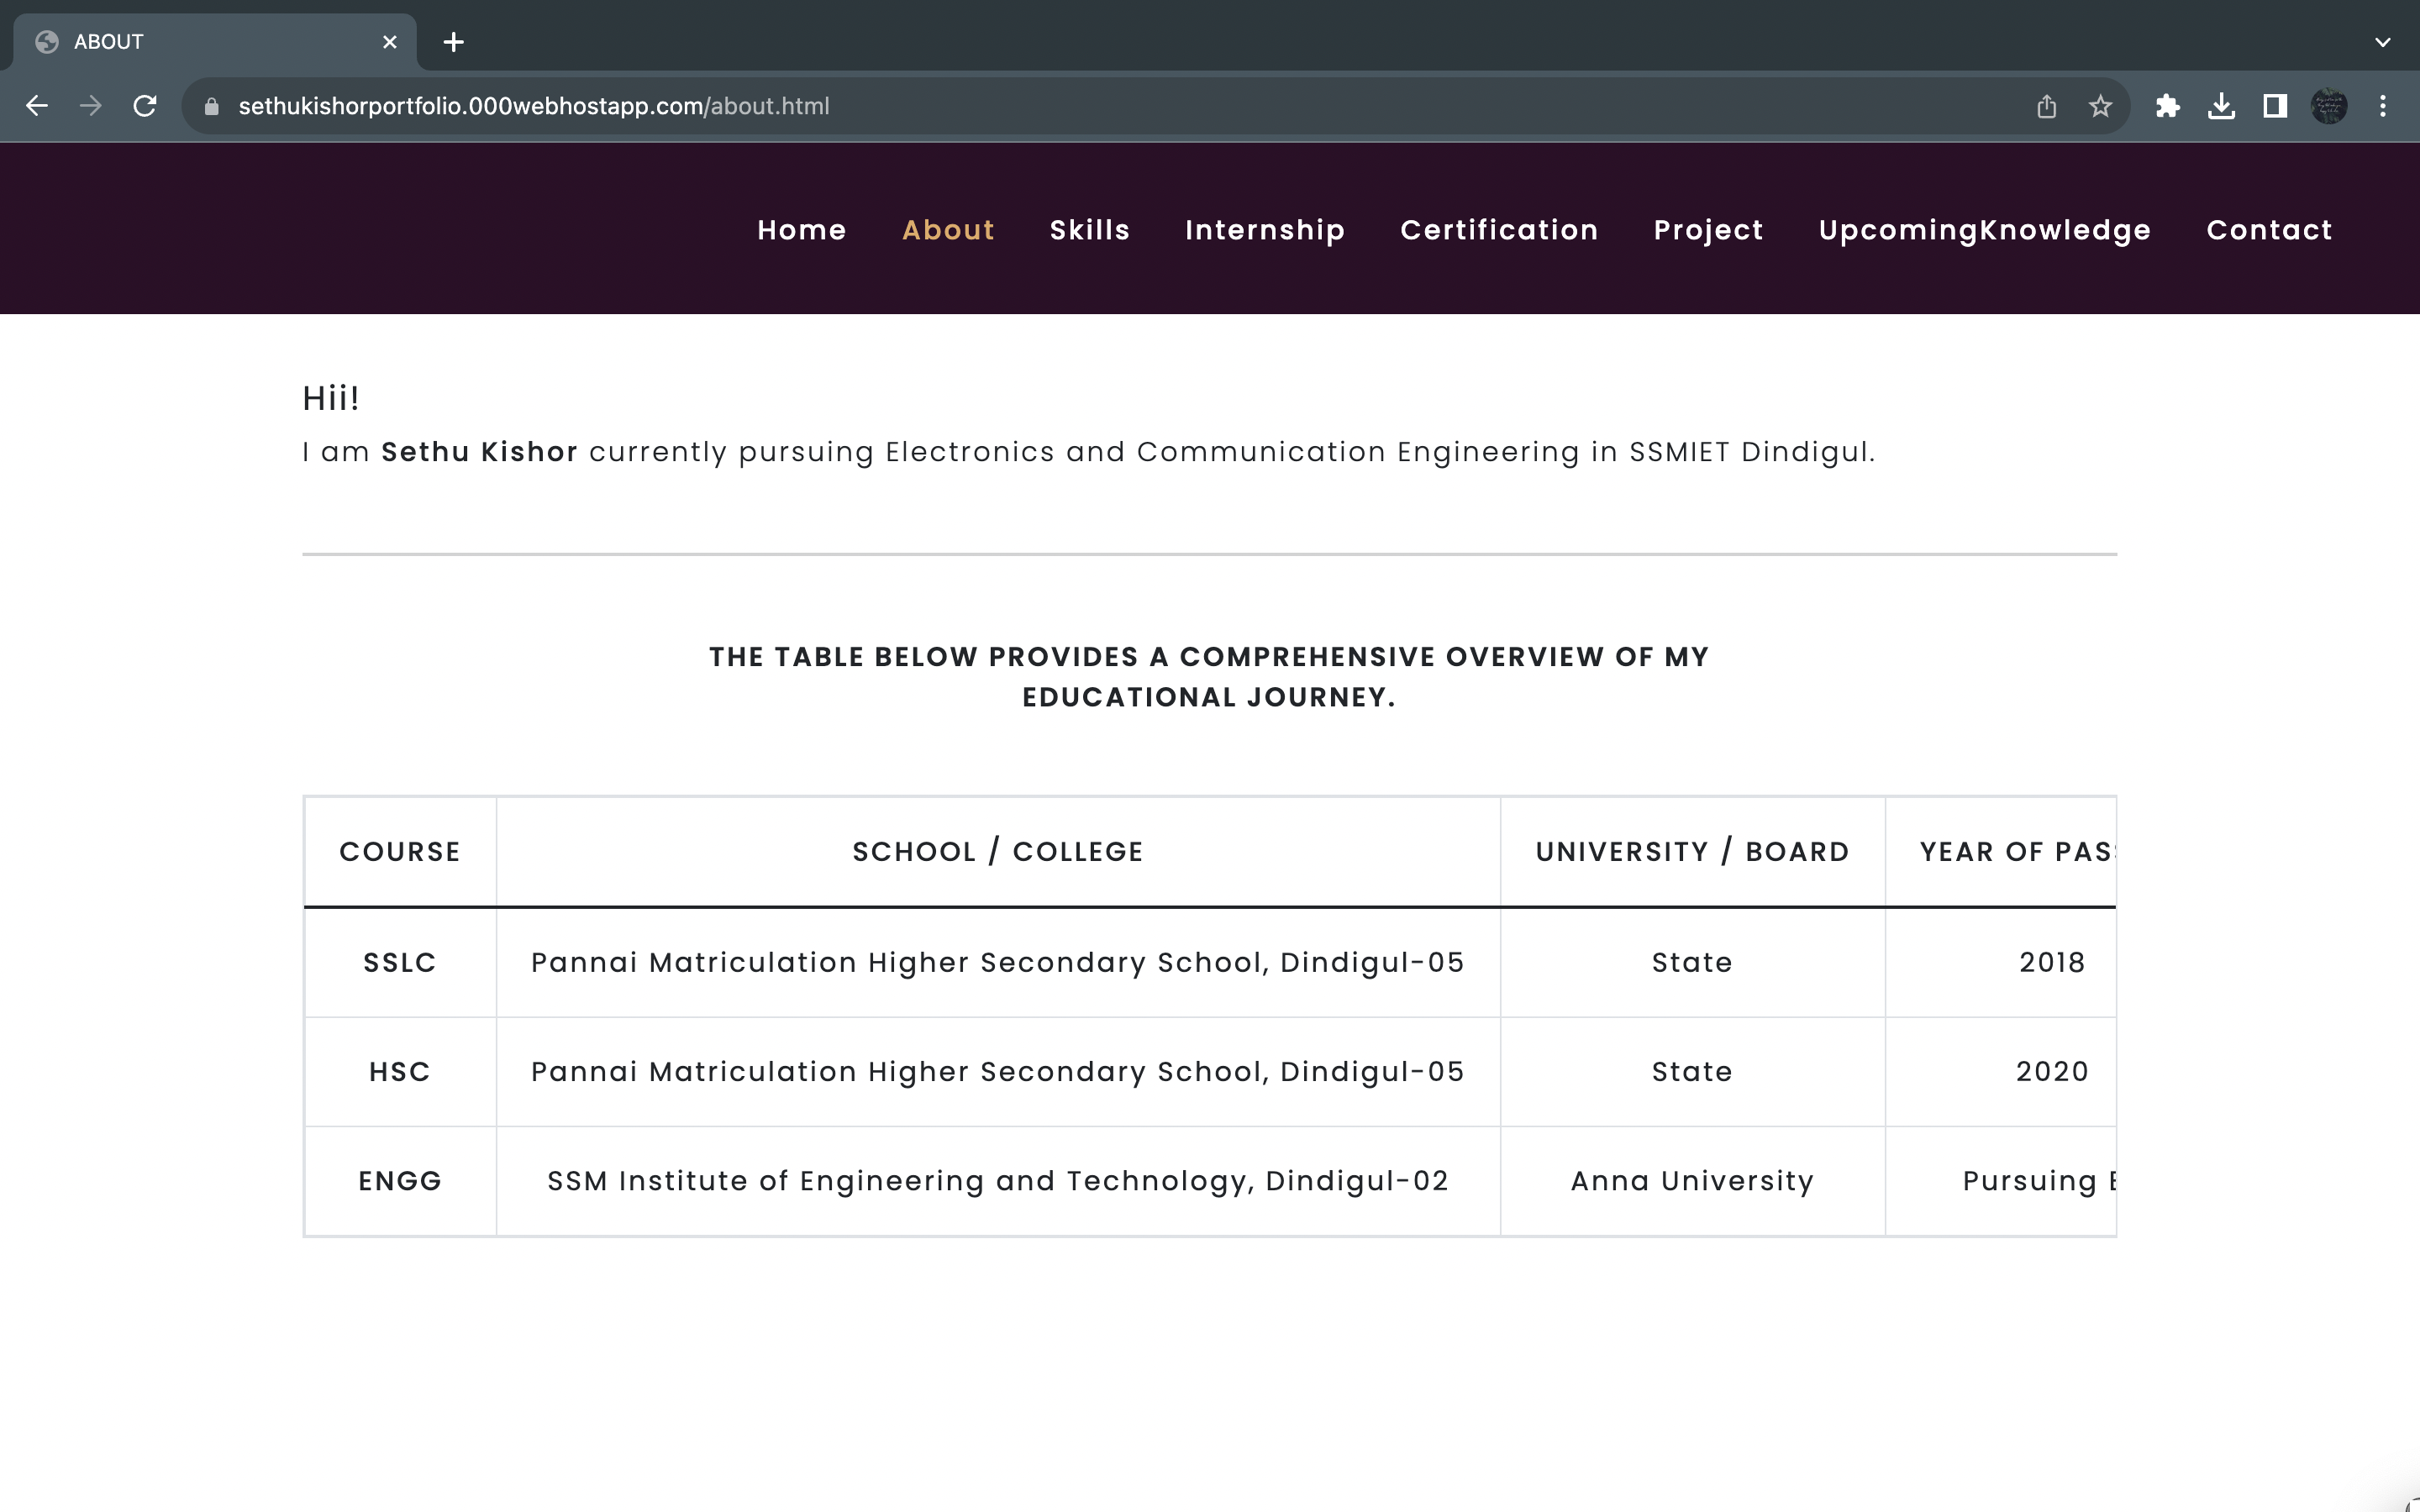 ABOUT
sethukishorportfolio.000webhostapp.com/about.html
Home About Skills Internship Certification Project UpcomingKnowledge Contact
Hii!
I am Sethu Kishor currently pursuing Electronics and Communication Engineering in SSMIET Dindigul.
THE TABLE BELOW PROVIDES A COMPREHENSIVE OVERVIEW OF MY
EDUCATIONAL JOURNEY.
COURSE SCHOOL / COLLEGE UNIVERSITY / BOARD YEAR OF
SSLC Pannai Matriculation Higher Secondary School, Dindigul-05 State 2018
HSC Pannai Matriculation Higher Secondary School, Dindigul-05 State 2020
ENGG SSM Institute of Engineering and Technology, Dindigul-02 Anna University Pursuing